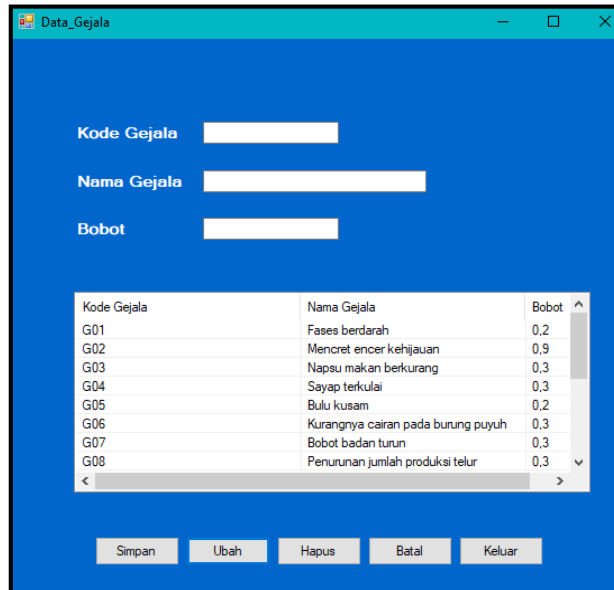 Data_Gejala
Kode Gejala
Nama Gejala
Bobot
Kode Gejala Nama Gejala Bobot
G01 Fases berdarah 0,2
G02 Mencret encer kehijauan 0,9
G03 Napsu makan berkurang 0,3
G04 Sayap terkulai 0,3
G05 Bulu kusam 0,2
G06 Kurangnya cairan pada burung puyuh 0,3
G07 Bobot badan turun 0,3
G08 Penurunan jumlah produksi telur 0,3
Simpan Ubah Hapus Batal Keluar